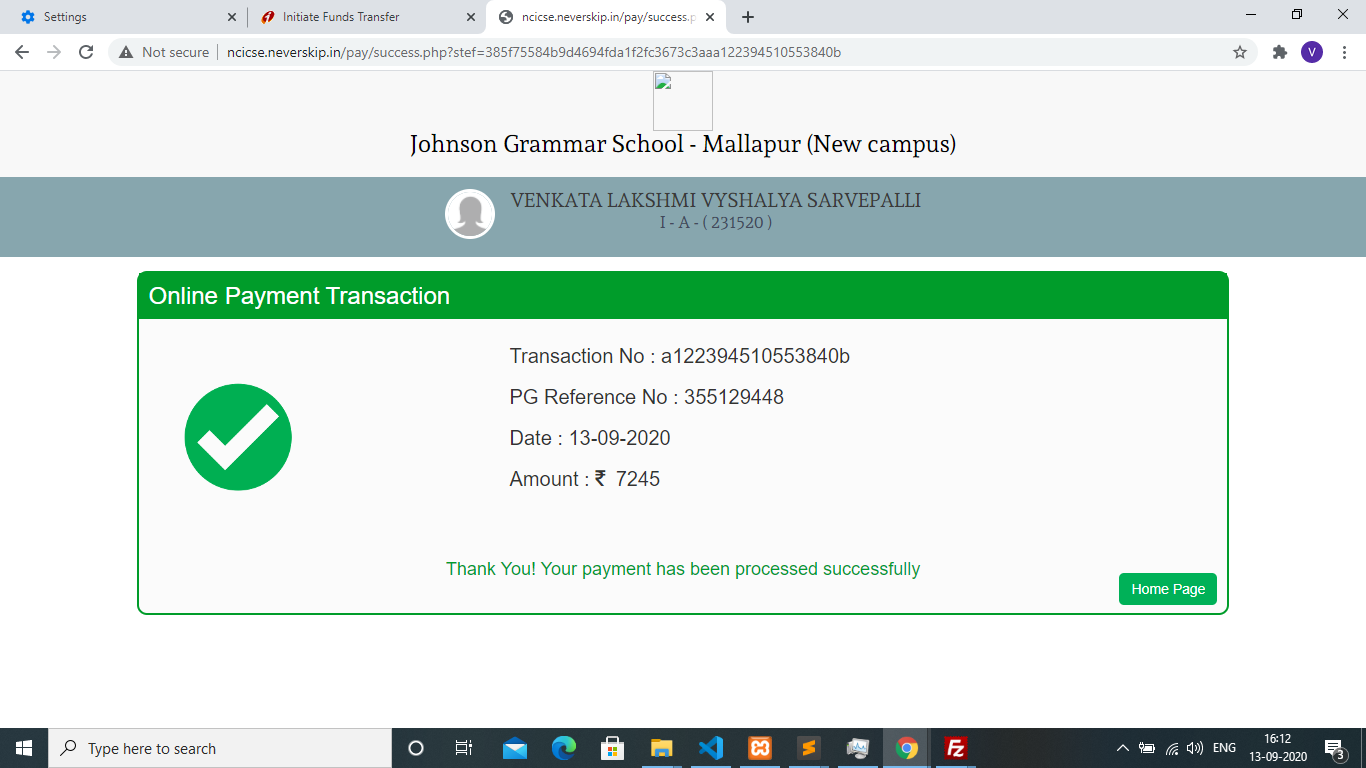 Settings
Initiate Funds Transfer
ncicse.neverskip.in/pay/success.p
Not secure
ncicse.neverskip.in/pay/success.php?stef=385f75584b9d4694fda1f2fc3673c3aaa122394510553840b
V
Johnson Grammar School - Mallapur (New campus)
VENKATA LAKSHMI VYSHALYA SARVEPALLI
I - A - ( 231520 )
Online Payment Transaction
Transaction No : a122394510553840b
PG Reference No : 355129448
Date : 13-09-2020
Amount : ₹ 7245
Thank You! Your payment has been processed successfully
Home Page
Type here to search
ENG
16:12
13-09-2020
3